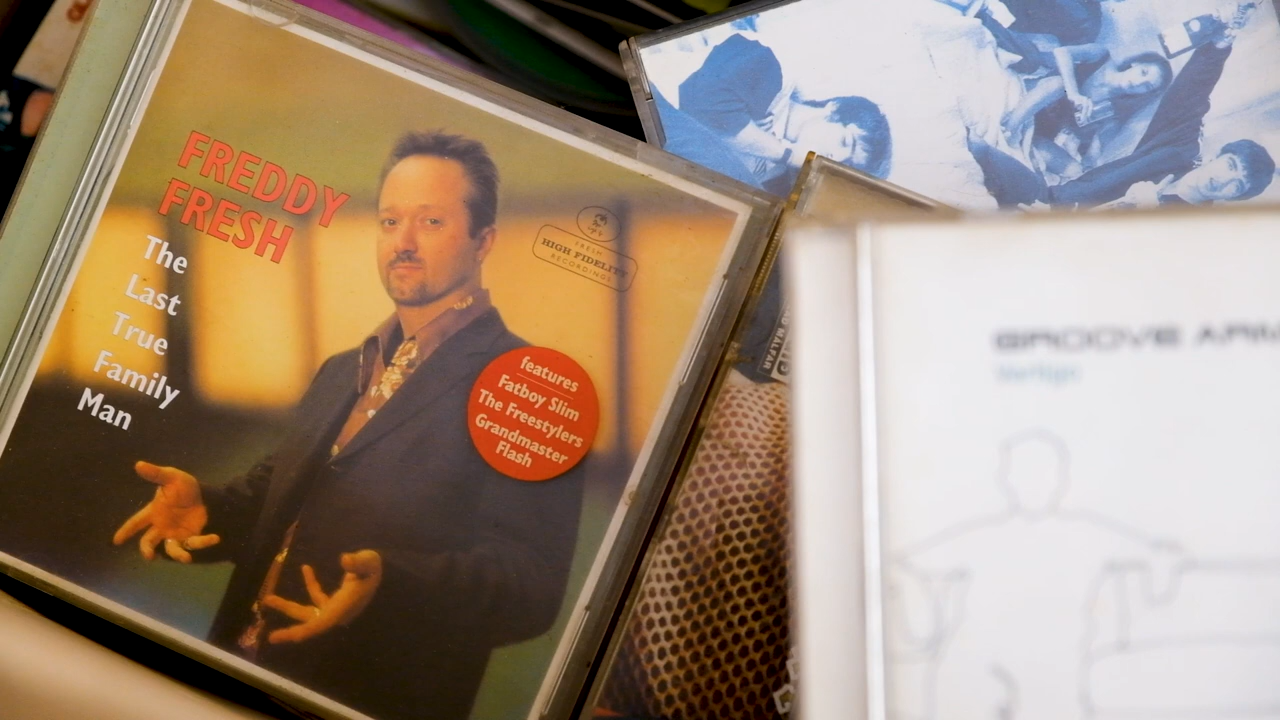 FREDDY
FRESH
The
Last
True
Family
Man
FRESH
HIGH FIDELITY
RECORDINGS
features
Fatboy Slim
The Freestylers
Grandmaster
Flash
GROOVE ARM
Vertigo